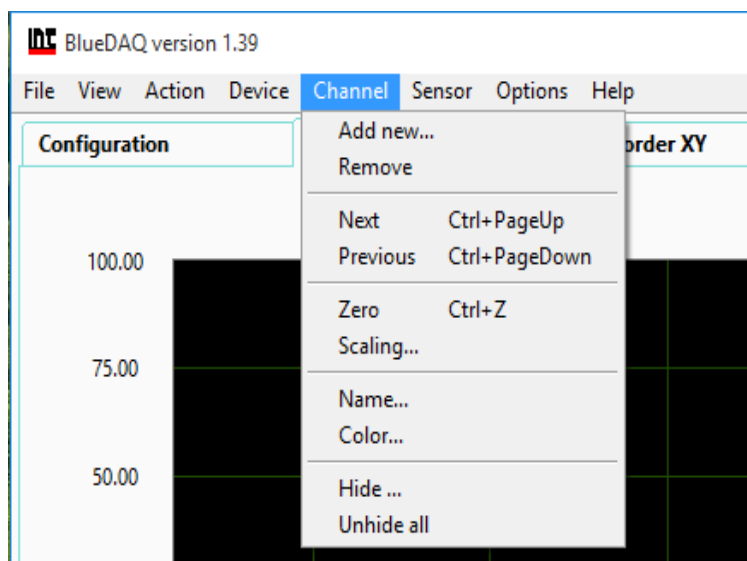 BlueDAQ version 1.39
File View Action Device Channel Sensor Options Help
Configuration order XY
Add new...
Remove
Next Ctrl+PageUp
Previous Ctrl+PageDown
100.00
Zero Ctrl+Z
Scaling...
75.00
Name...
Color...
50.00
Hide ...
Unhide all